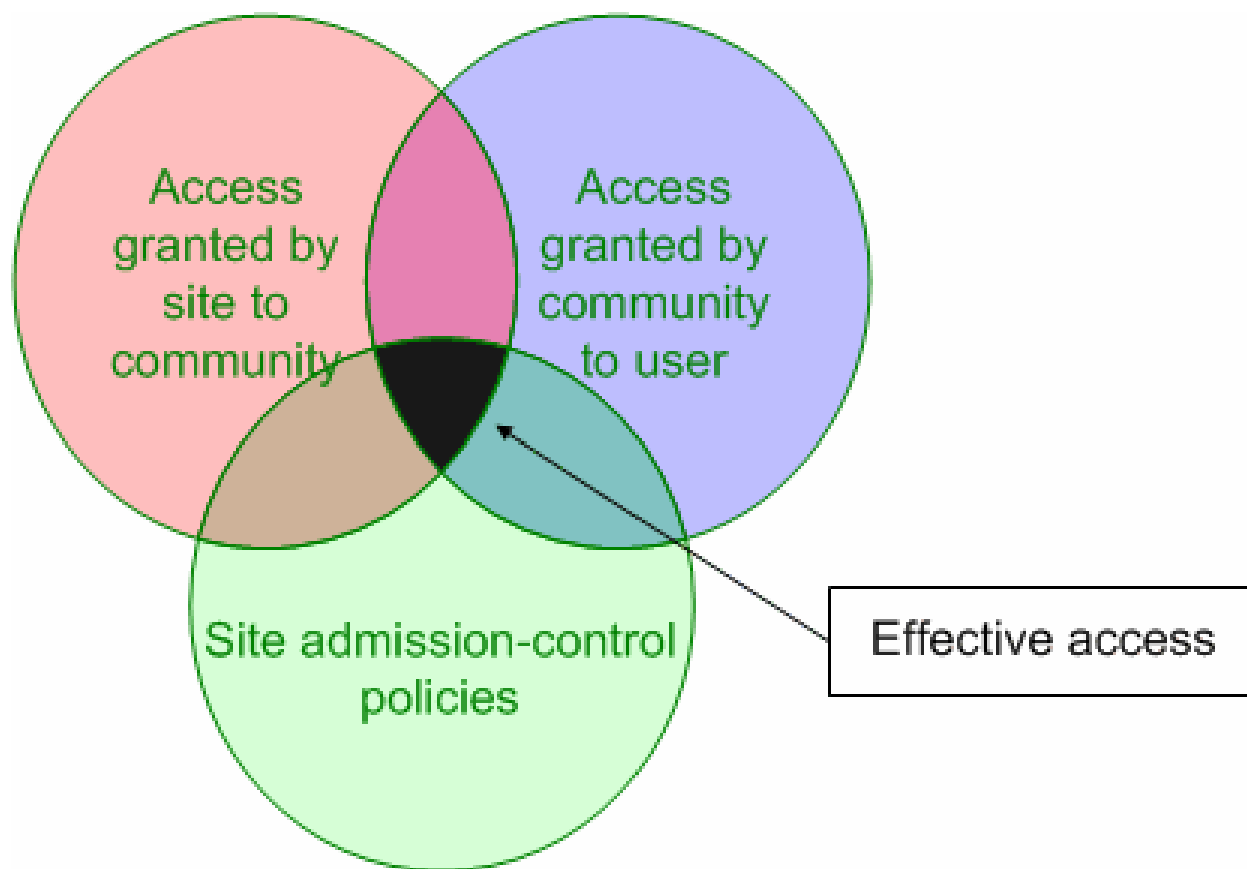 Access
granted by
site to
community
Access
granted by
community
to user
Site admission-control
policies
Effective access